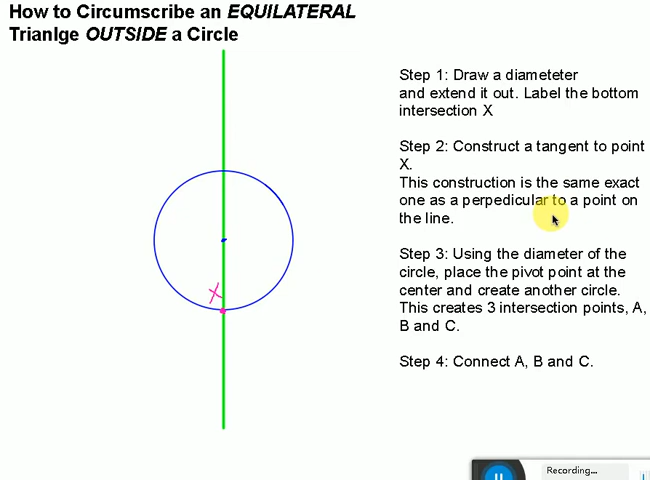 How to Circumscribe an EQUILATERAL
Trianlge OUTSIDE a Circle
Step 1: Draw a diameteter
and extend it out. Label the bottom
intersection X
Step 2: Construct a tangent to point
X.
This construction is the same exact
one as a perpedicular to a point on
the line.
Step 3: Using the diameter of the
circle, place the pivot point at the
center and create another circle.
This creates 3 intersection points, A,
B and C.
Step 4: Connect A, B and C.
X
Recording...